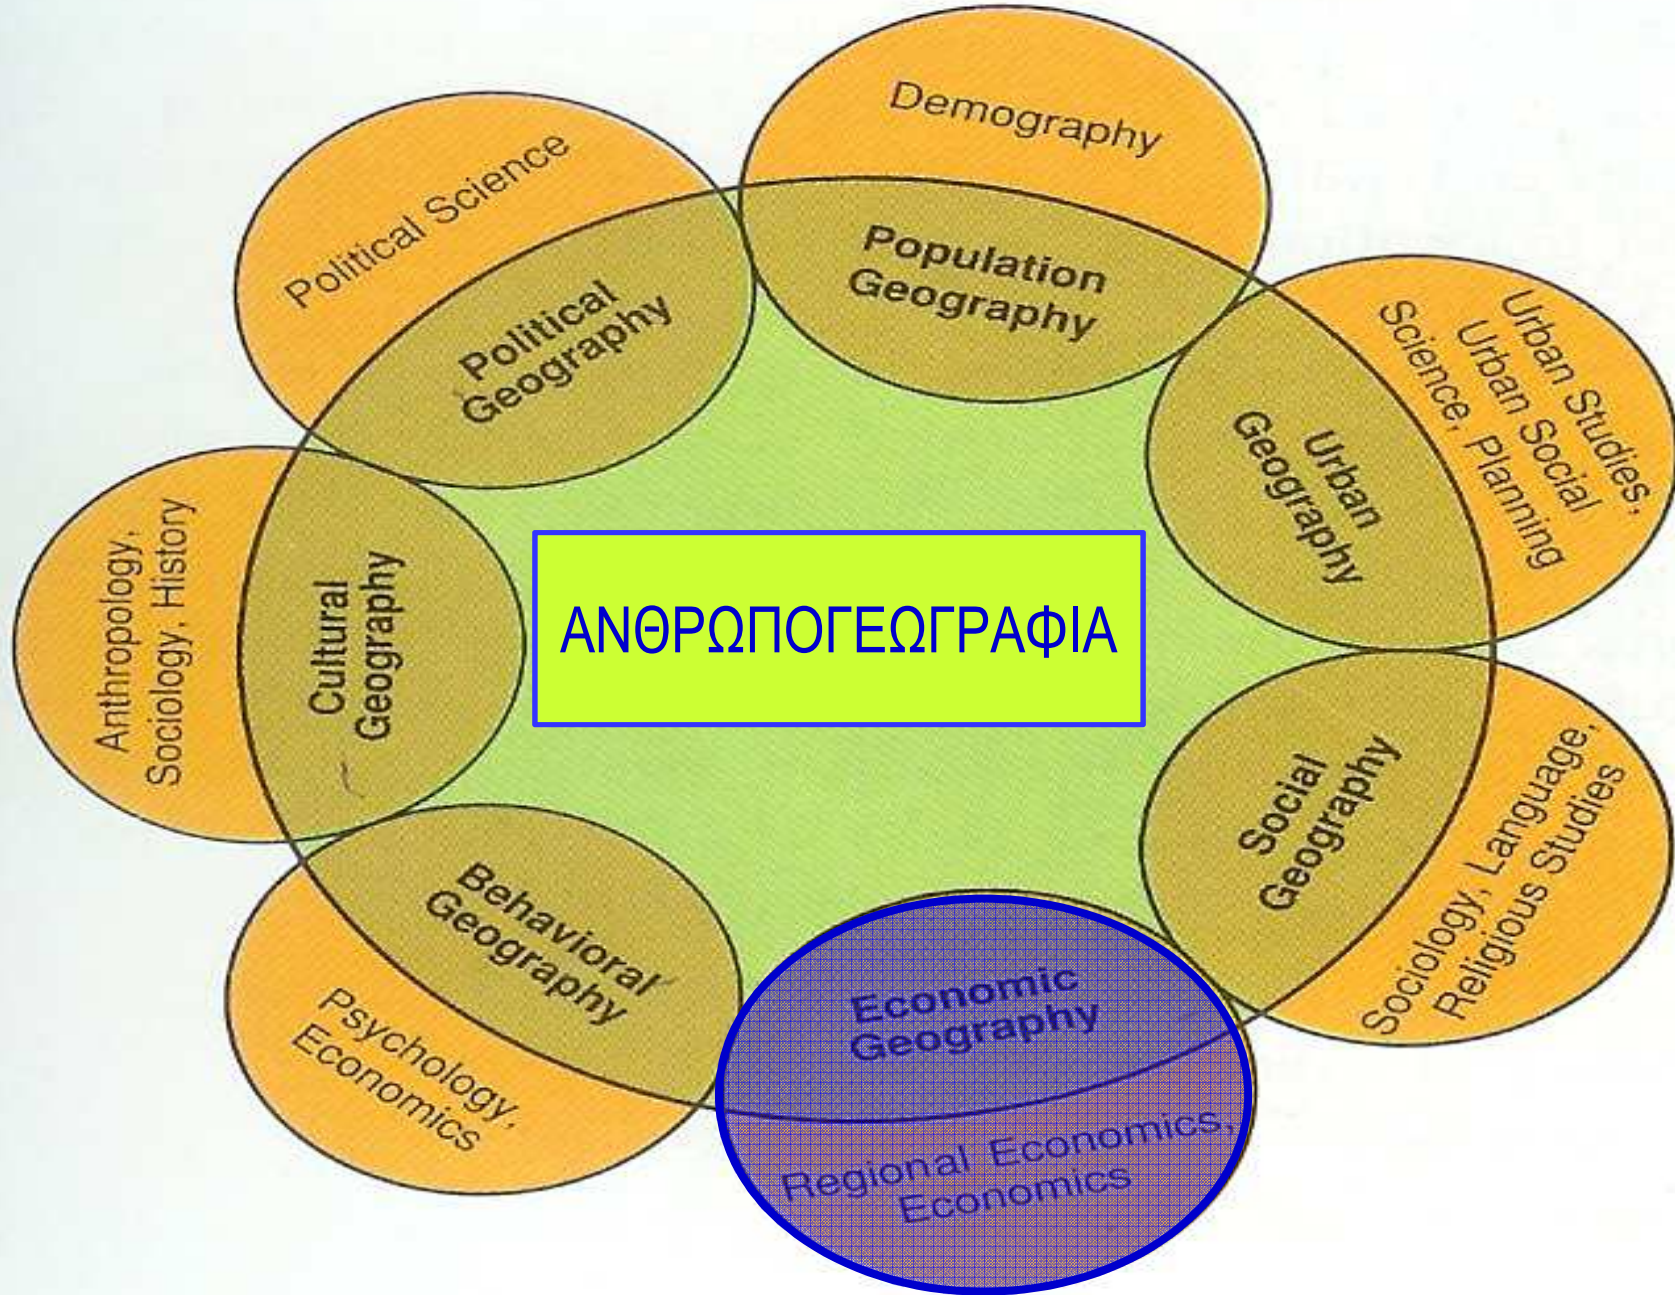 Demography
Population
Geography
Political Science
Political
Geography
Urban Studies,
Urban Social
Science, Planning
Urban
Geography
ΑΝΘΡΩΠΟΓΕΩΓΡΑΦΙΑ
Anthropology,
Sociology, History
Cultural
Geography
Social
Geography
Sociology, Language,
Religious Studies
Behavioral
Geography
Psychology,
Economics
Economic
Geography
Regional Economics,
Economics